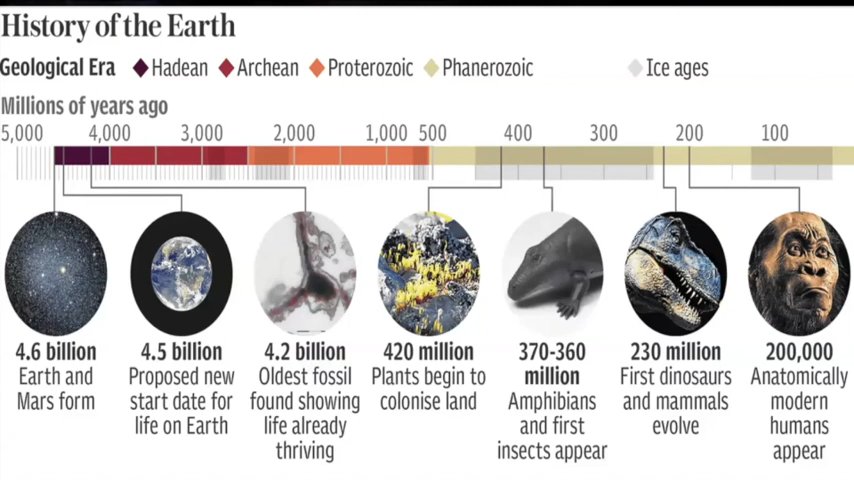 History of the Earth
Geological Era Hadean Archean Proterozoic Phanerozoic Ice ages
Millions of years ago
5,000 4,000 3,000 2,000 1,000 500 400 300 200 100
4.6 billion
Earth and
Mars form
4.5 billion
Proposed new
start date for
life on Earth
4.2 billion
Oldest fossil
found showing
life already
thriving
420 million
Plants begin to
colonise land
370-360
million
Amphibians
and first
insects appear
230 million
First dinosaurs
and mammals
evolve
200,000
Anatomically
modern
humans
appear